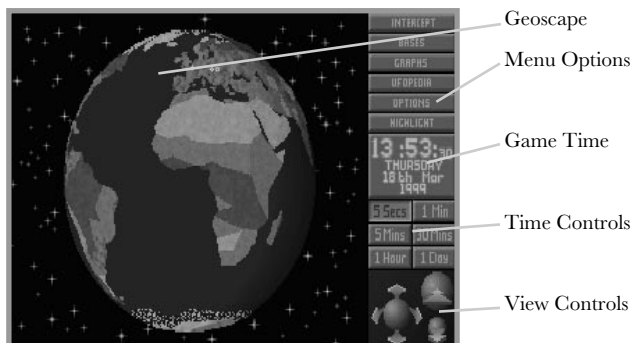 INTERCEPT
BASES
GRAPHS
UFOPEDIA
OPTIONS
HIGHLIGHT
13:53:30
THURSDAY
18th Mar
1999
5 Secs 1 Min
5 Mins 30 Mins
1 Hour 1 Day
Geoscape
Menu Options
Game Time
Time Controls
View Controls